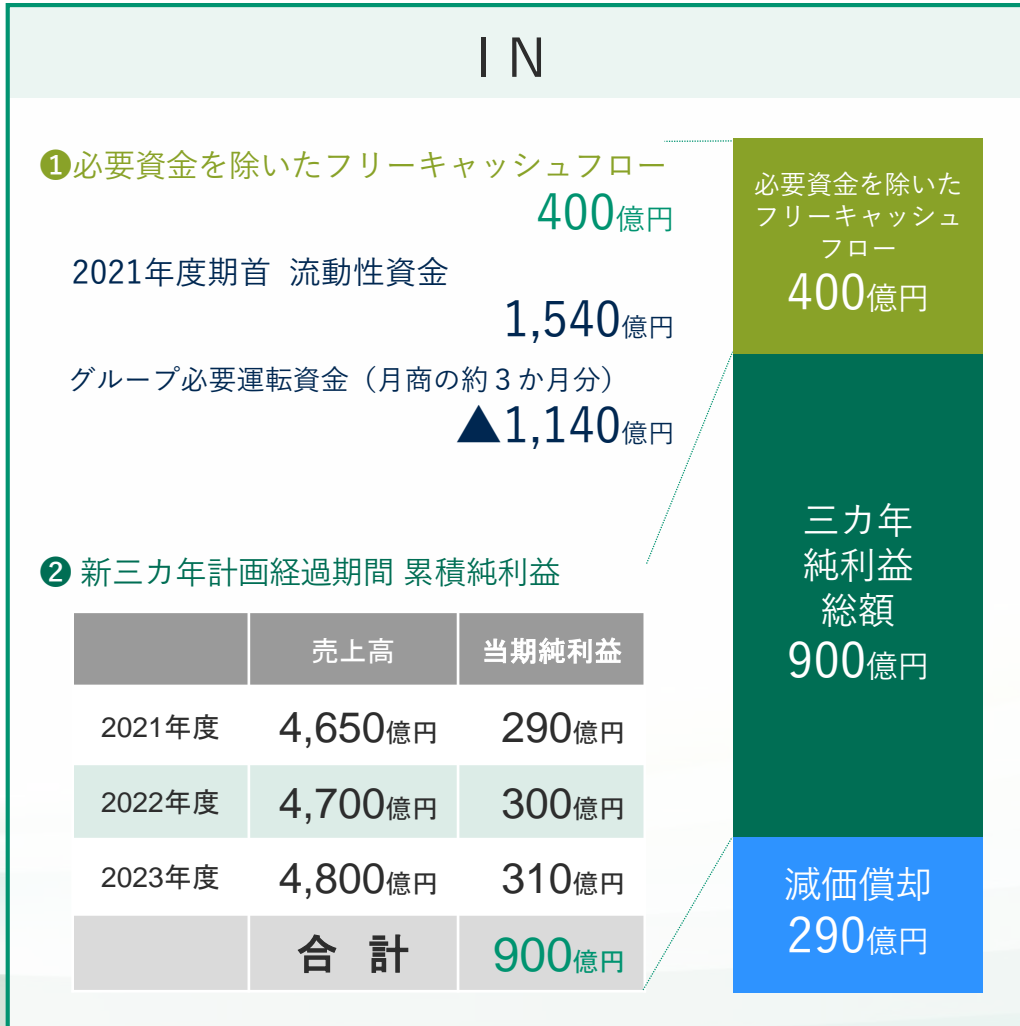 IN
❶必要資金を除いたフリーキャッシュフロー
400億円
2021年度期首 流動性資金
1,540億円
グループ必要運転資金（月商の約３か月分）
▲1,140億円
❷ 新三カ年計画経過期間 累積純利益
売上高 当期純利益
2021年度 4,650億円 290億円
2022年度 4,700億円 300億円
2023年度 4,800億円 310億円
合 計 900億円
必要資金を除いた
フリーキャッシュ
フロー
400億円
三カ年
純利益
総額
900億円
減価償却
290億円